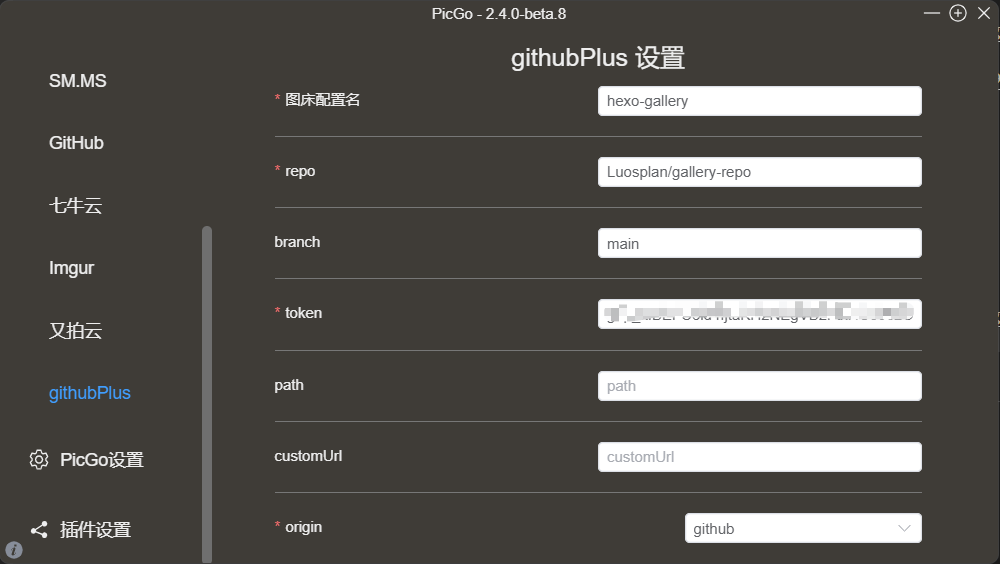 PicGo - 2.4.0-beta.8
githubPlus 设置
SM.MS
GitHub
七牛云
Imgur
又拍云
githubPlus
PicGo设置
插件设置
* 图床配置名
hexo-gallery
* repo
Luosplan/gallery-repo
branch
main
* token
path
path
customUrl
customUrl
* origin
github